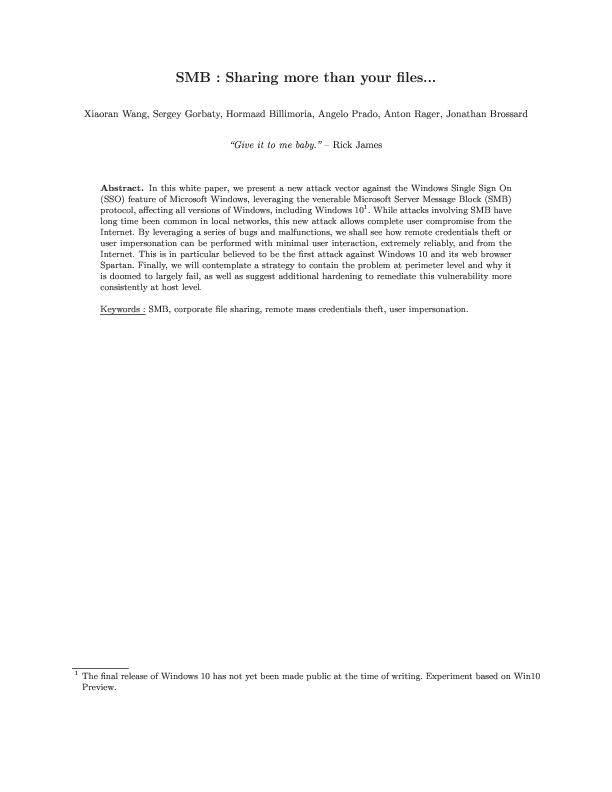 SMB : Sharing more than your files...
Xiaoran Wang, Sergey Gorbaty, Hormazd Billimoria, Angelo Prado, Anton Rager, Jonathan Brossard
“Give it to me baby.” – Rick James
Abstract. In this white paper, we present a new attack vector against the Windows Single Sign On
(SSO) feature of Microsoft Windows, leveraging the venerable Microsoft Server Message Block (SMB)
protocol, affecting all versions of Windows, including Windows 10¹. While attacks involving SMB have
long time been common in local networks, this new attack allows complete user compromise from the
Internet. By leveraging a series of bugs and malfunctions, we shall see how remote credentials theft or
user impersonation can be performed with minimal user interaction, extremely reliably, and from the
Internet. This is in particular believed to be the first attack against Windows 10 and its web browser
Spartan. Finally, we will contemplate a strategy to contain the problem at perimeter level and why it
is doomed to largely fail, as well as suggest additional hardening to remediate this vulnerability more
consistently at host level.
Keywords : SMB, corporate file sharing, remote mass credentials theft, user impersonation.
¹ The final release of Windows 10 has not yet been made public at the time of writing. Experiment based on Win10
Preview.